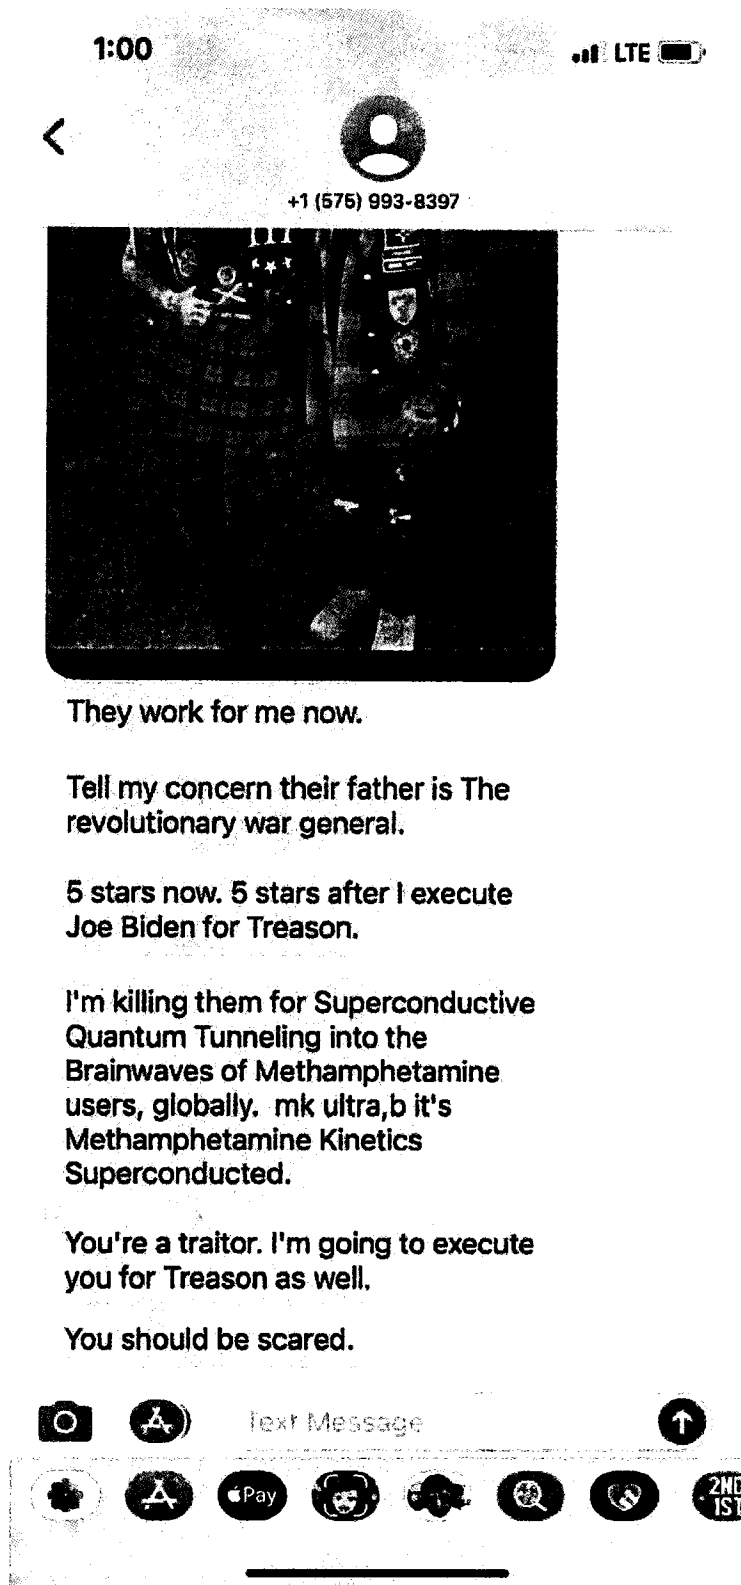 1:00
LTE
+1 (575) 993-8397
They work for me now.
Tell my concern their father is The
revolutionary war general.
5 stars now. 5 stars after I execute
Joe Biden for Treason.
I'm killing them for Superconductive
Quantum Tunneling into the
Brainwaves of Methamphetamine
users, globally.  mk ultra,b it's
Methamphetamine Kinetics
Superconducted.
You're a traitor. I'm going to execute
you for Treason as well.
You should be scared.
Text Message
Pay
2ND
1ST